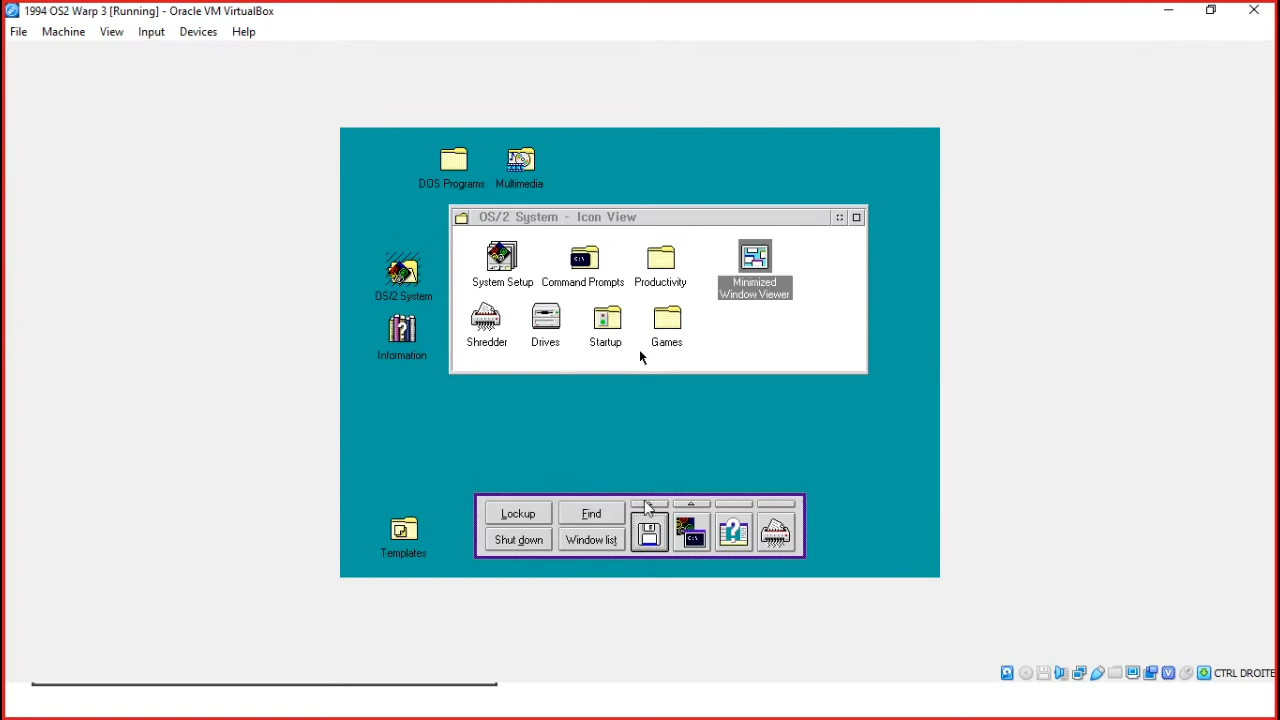 1994 OS2 Warp 3 [Running] - Oracle VM VirtualBox
File Machine View Input Devices Help
DOS Programs
Multimedia
OS/2 System - Icon View
System Setup
Command Prompts
Productivity
Minimized
Window Viewer
Shredder
Drives
Startup
Games
OS/2 System
Information
Templates
Lockup
Find
Shut down
Window list
C:\
C:\
CTRL DROITE